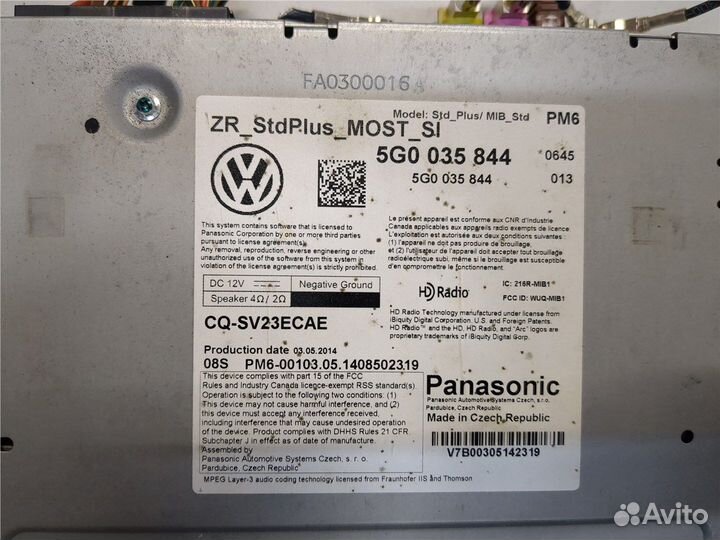 FA0300016A
ZR_StdPlus_MOST_SI
Model: Std_Plus/ MIB_Std PM6
5G0 035 844 0645
5G0 035 844 013
This system contains software that is licensed to
Panasonic Corporation by one or more third parties
pursuant to license agreement(s).
Any removal, reproduction, reverse engineering or other
unauthorized use of the software in this system in
violation of the license agreement(s) is strictly prohibited.
Le présent appareil est conforme aux CNR d'Industrie
Canada applicables aux appareils radio exempts de licence.
L'exploitation est autorisée aux deux conditions suivantes :
(1) l'appareil ne doit pas produire de brouillage,
et (2) l'utilisateur de l'appareil doit accepter tout brouillage
radioélectrique subi, même si le brouillage est susceptible
d'en compromettre le fonctionnement.
DC 12V Negative Ground
Speaker 4Ω / 2Ω
CQ-SV23ECAE
HD Radio
IC: 216R-MIB1
FCC ID: WUQ-MIB1
HD Radio Technology manufactured under license from
iBiquity Digital Corporation. U.S. and Foreign Patents.
HD Radio™ and the HD, HD Radio, and "Arc" logos are
proprietary trademarks of iBiquity Digital Corp.
Production date 03.05.2014
08S PM6-00103.05.1408502319
This device complies with part 15 of the FCC
Rules and Industry Canada licence-exempt RSS standard(s).
Operation is subject to the following two conditions: (1)
This device may not cause harmful interference, and (2)
this device must accept any interference received,
including interference that may cause undesired operation
of the device. Product complies with DHHS Rules 21 CFR.
Subchapter J in effect as of date of manufacture.
Assembled by
Panasonic Automotive Systems Czech, s. r. o.
Pardubice, Czech Republic
Panasonic
Panasonic Automotive Systems Czech, s.r.o.
Pardubice, Czech Republic
Made in Czech Republic
V7B00305142319
MPEG Layer-3 audio coding technology licensed from Fraunhofer IIS and Thomson
Avito